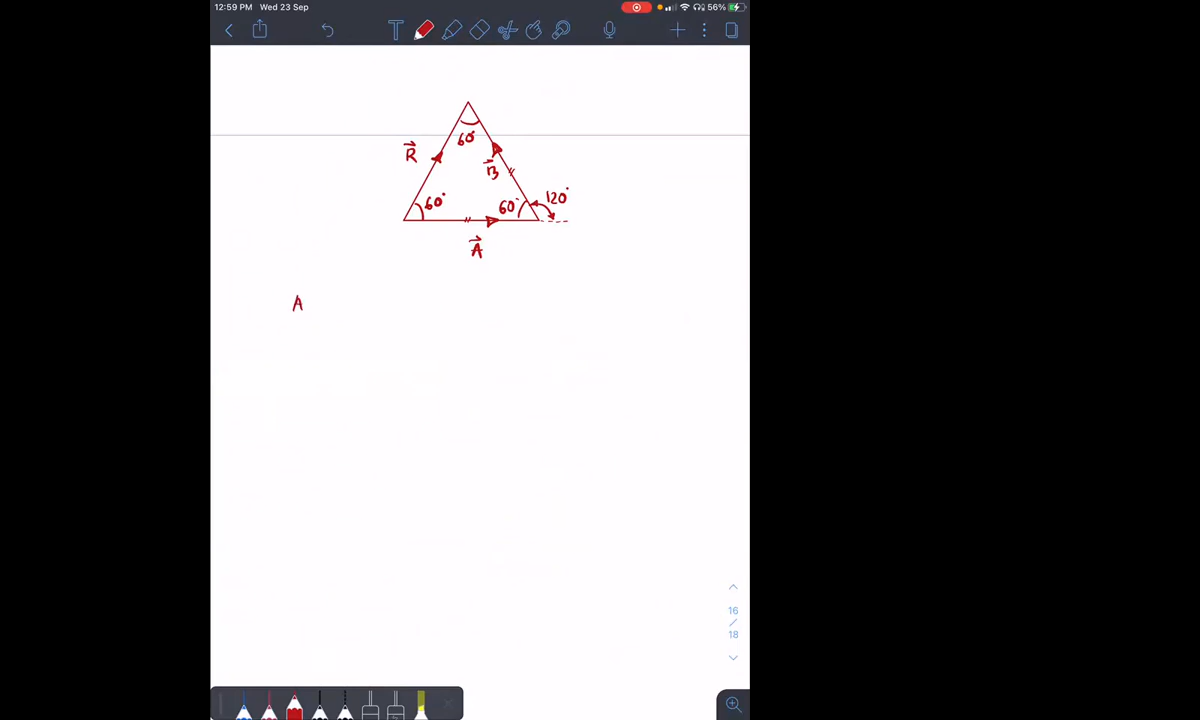 12:59 PM Wed 23 Sep
56%
T
60°
R⃗
B⃗
60°
60°
120°
A⃗
A
16
/
18